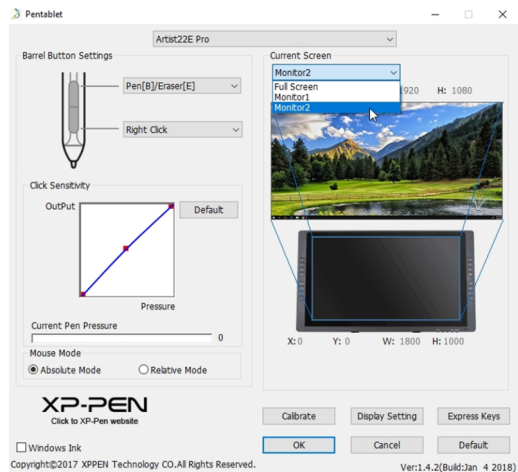 Pentablet
Artist22E Pro
Barrel Button Settings
Pen[B]/Eraser[E]
Right Click
Click Sensitivity
OutPut
Default
Pressure
Current Pen Pressure
0
Mouse Mode
Absolute Mode
Relative Mode
Current Screen
Monitor2
Full Screen
Monitor1
Monitor2
920 H: 1080
X: 0 Y: 0 W: 1800 H: 1000
XP-PEN
Click to XP-Pen website
Calibrate Display Setting Express Keys
Windows Ink
OK Cancel Default
Copyright©2017 XPPEN Technology CO.All Rights Reserved.
Ver:1.4.2(Build:Jan 4 2018)